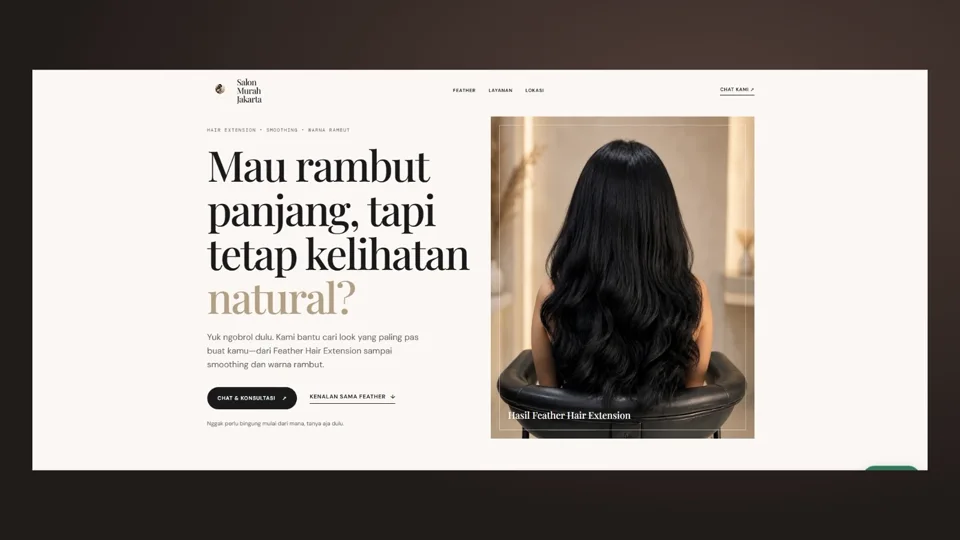 Salon
Murah
Jakarta
FEATHER
LAYANAN
LOKASI
CHAT KAMI ↗
HAIR EXTENSION • SMOOTHING • WARNA RAMBUT
Mau rambut
panjang, tapi
tetap kelihatan
natural?
Yuk ngobrol dulu. Kami bantu cari look yang paling pas
buat kamu—dari Feather Hair Extension sampai
smoothing dan warna rambut.
CHAT & KONSULTASI ↗
KENALAN SAMA FEATHER ↓
Nggak perlu bingung mulai dari mana, tanya aja dulu.
Hasil Feather Hair Extension